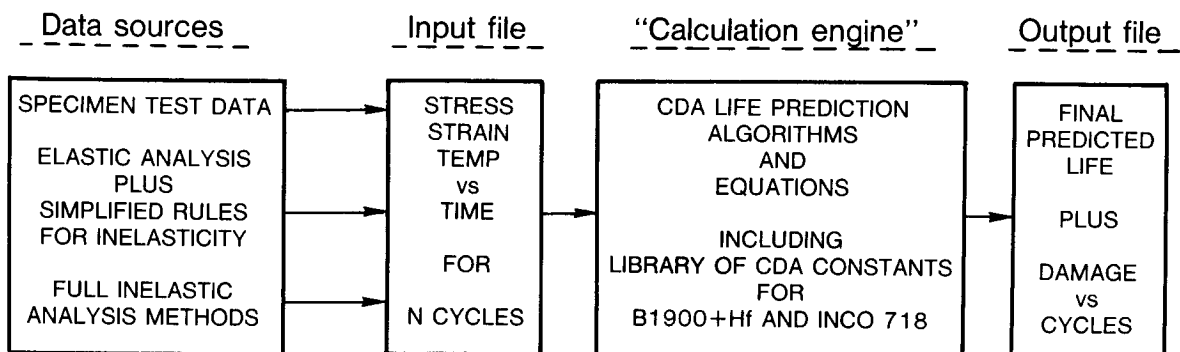 Data sources
SPECIMEN TEST DATA
ELASTIC ANALYSIS
PLUS
SIMPLIFIED RULES
FOR INELASTICITY
FULL INELASTIC
ANALYSIS METHODS
Input file
STRESS
STRAIN
TEMP
vs
TIME
FOR
N CYCLES
“Calculation engine”
CDA LIFE PREDICTION
ALGORITHMS
AND
EQUATIONS
INCLUDING
LIBRARY OF CDA CONSTANTS
FOR
B1900+Hf AND INCO 718
Output file
FINAL
PREDICTED
LIFE
PLUS
DAMAGE
vs
CYCLES